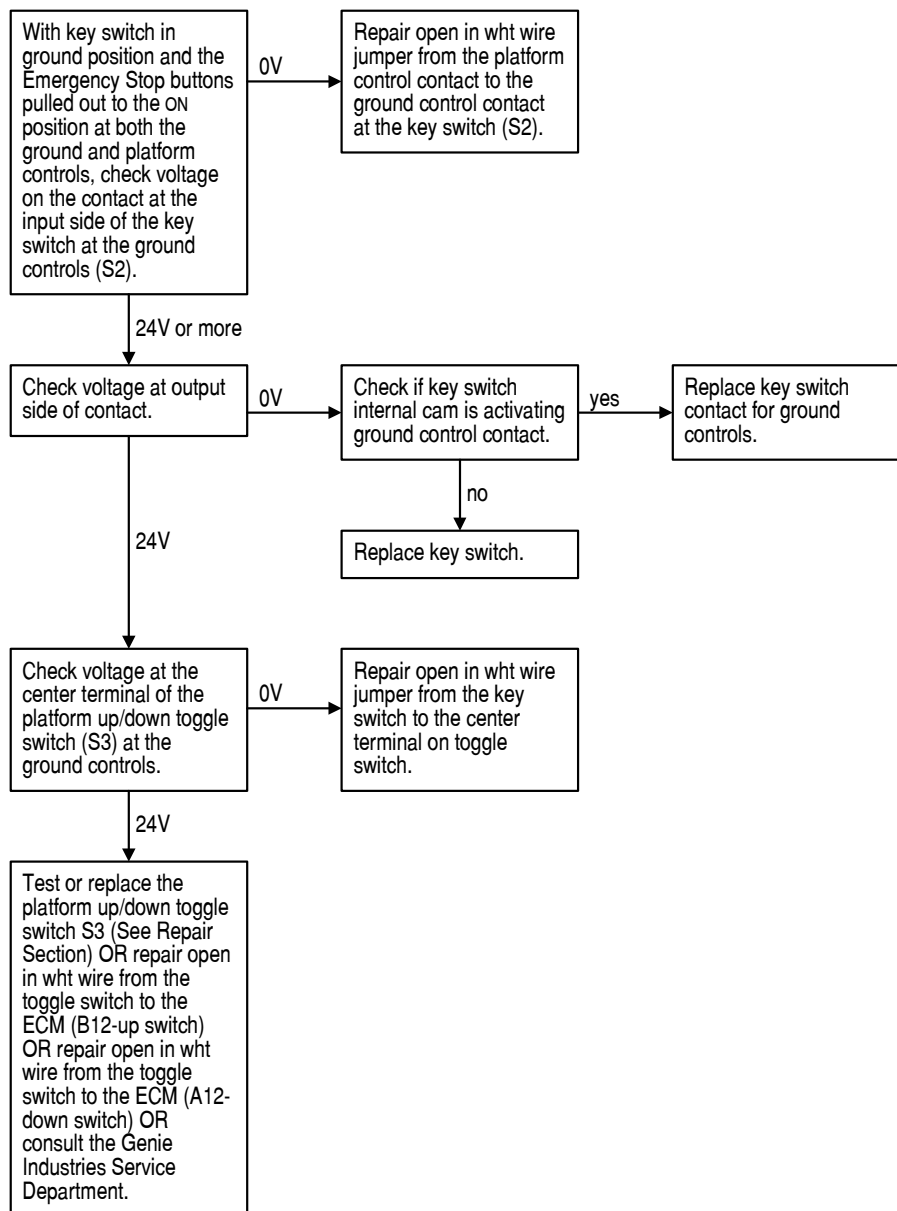 With key switch in
ground position and the
Emergency Stop buttons
pulled out to the ON
position at both the
ground and platform
controls, check voltage
on the contact at the
input side of the key
switch at the ground
controls (S2).
0V
Repair open in wht wire
jumper from the platform
control contact to the
ground control contact
at the key switch (S2).
24V or more
Check voltage at output
side of contact.
0V
Check if key switch
internal cam is activating
ground control contact.
yes
Replace key switch
contact for ground
controls.
no
Replace key switch.
24V
Check voltage at the
center terminal of the
platform up/down toggle
switch (S3) at the
ground controls.
0V
Repair open in wht wire
jumper from the key
switch to the center
terminal on toggle
switch.
24V
Test or replace the
platform up/down toggle
switch S3 (See Repair
Section) OR repair open
in wht wire from the
toggle switch to the
ECM (B12-up switch)
OR repair open in wht
wire from the toggle
switch to the ECM (A12-
down switch) OR
consult the Genie
Industries Service
Department.